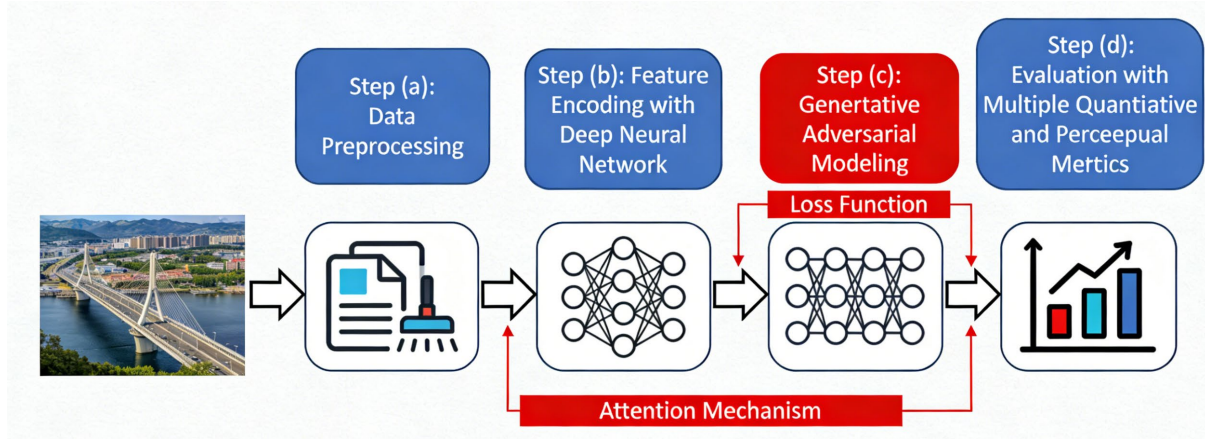 Step (a):
Data
Preprocessing
Step (b): Feature
Encoding with
Deep Neural
Network
Step (c):
Genertative
Adversarial
Modeling
Step (d):
Evaluation with
Multiple Quantiative
and Perceepual
Mertics
Loss Function
Attention Mechanism